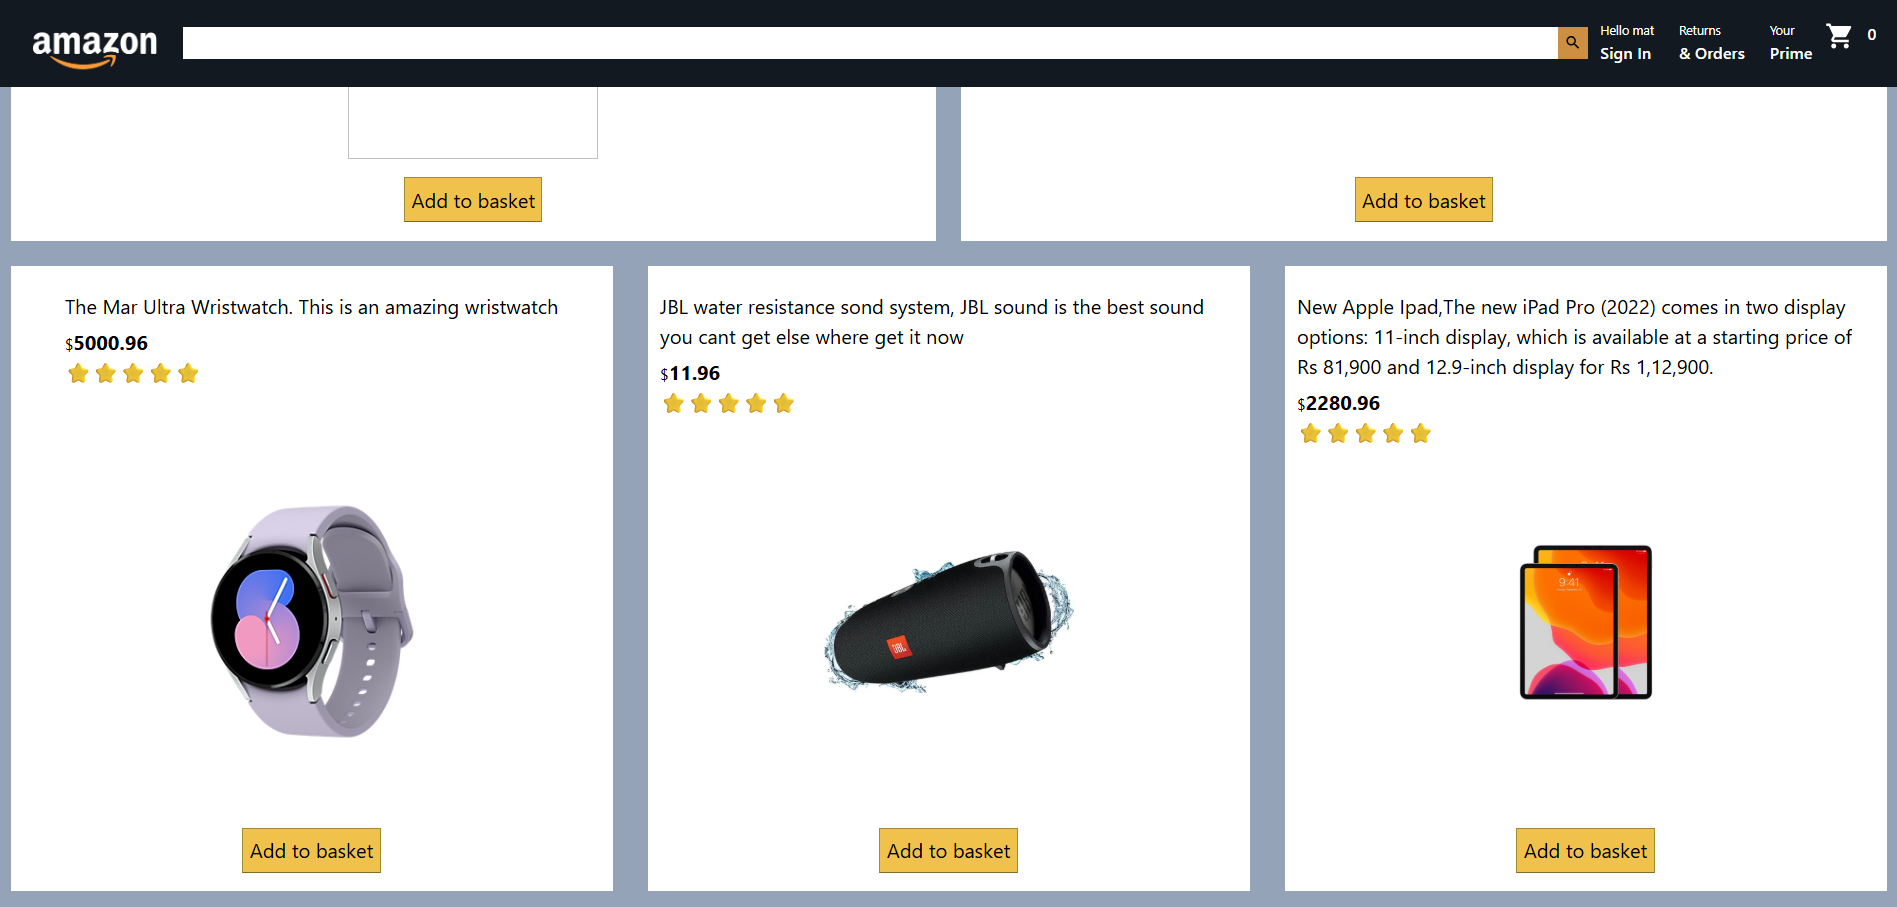 amazon
Hello mat
Sign In
Returns
& Orders
Your
Prime
0
Add to basket
Add to basket
The Mar Ultra Wristwatch. This is an amazing wristwatch
$5000.96
JBL water resistance sond system, JBL sound is the best sound
you cant get else where get it now
$11.96
New Apple Ipad,The new iPad Pro (2022) comes in two display
options: 11-inch display, which is available at a starting price of
Rs 81,900 and 12.9-inch display for Rs 1,12,900.
$2280.96
JBL
9:41
Add to basket
Add to basket
Add to basket